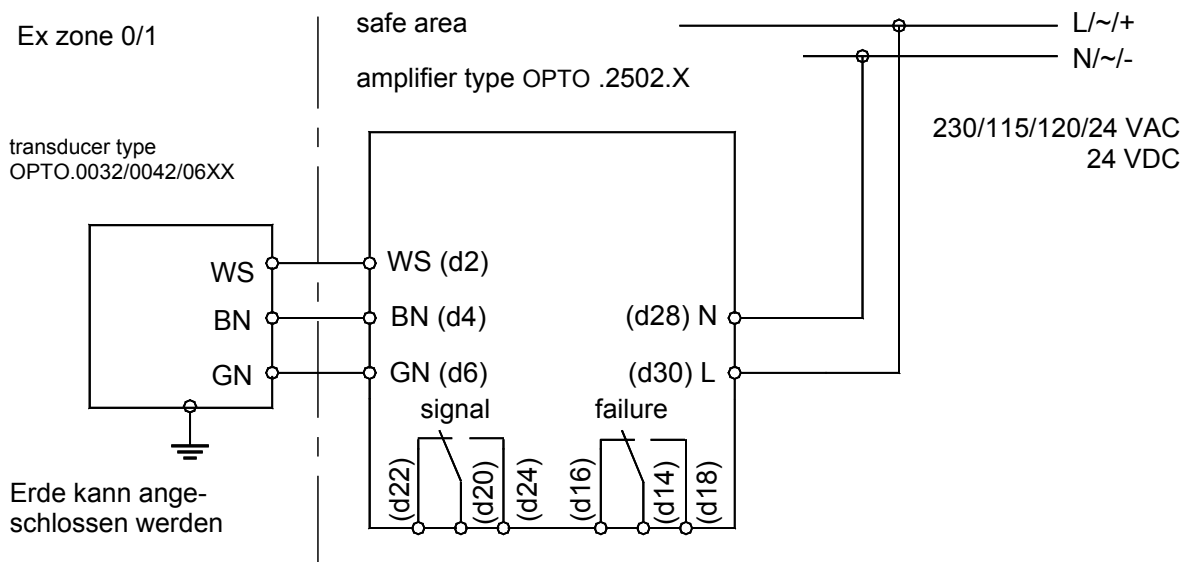 Ex zone 0/1
safe area
L/~/+
N/~/-
amplifier type OPTO .2502.X
230/115/120/24 VAC
24 VDC
transducer type
OPTO.0032/0042/06XX
WS
WS (d2)
BN
BN (d4)
(d28) N
GN
GN (d6)
(d30) L
signal
failure
(d22)
(d20)
(d24)
(d16)
(d14)
(d18)
Erde kann ange-
schlossen werden